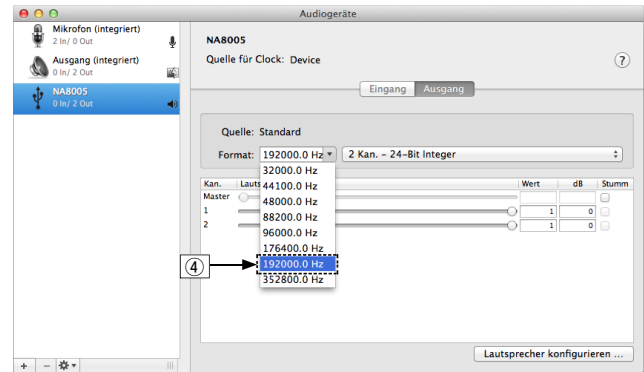 Audiogeräte
Mikrofon (integriert)
2 In/ 0 Out
Ausgang (integriert)
0 In/ 2 Out
NA8005
0 In/ 2 Out
NA8005
Quelle für Clock: Device
?
Eingang Ausgang
Quelle: Standard
Format: 192000.0 Hz 2 Kan. – 24-Bit Integer
32000.0 Hz
44100.0 Hz
48000.0 Hz
88200.0 Hz
96000.0 Hz
176400.0 Hz
④ 192000.0 Hz
352800.0 Hz
Kan. Lauts Wert dB Stumm
Master
1 1 0
2 1 0
Lautsprecher konfigurieren ...
+ −